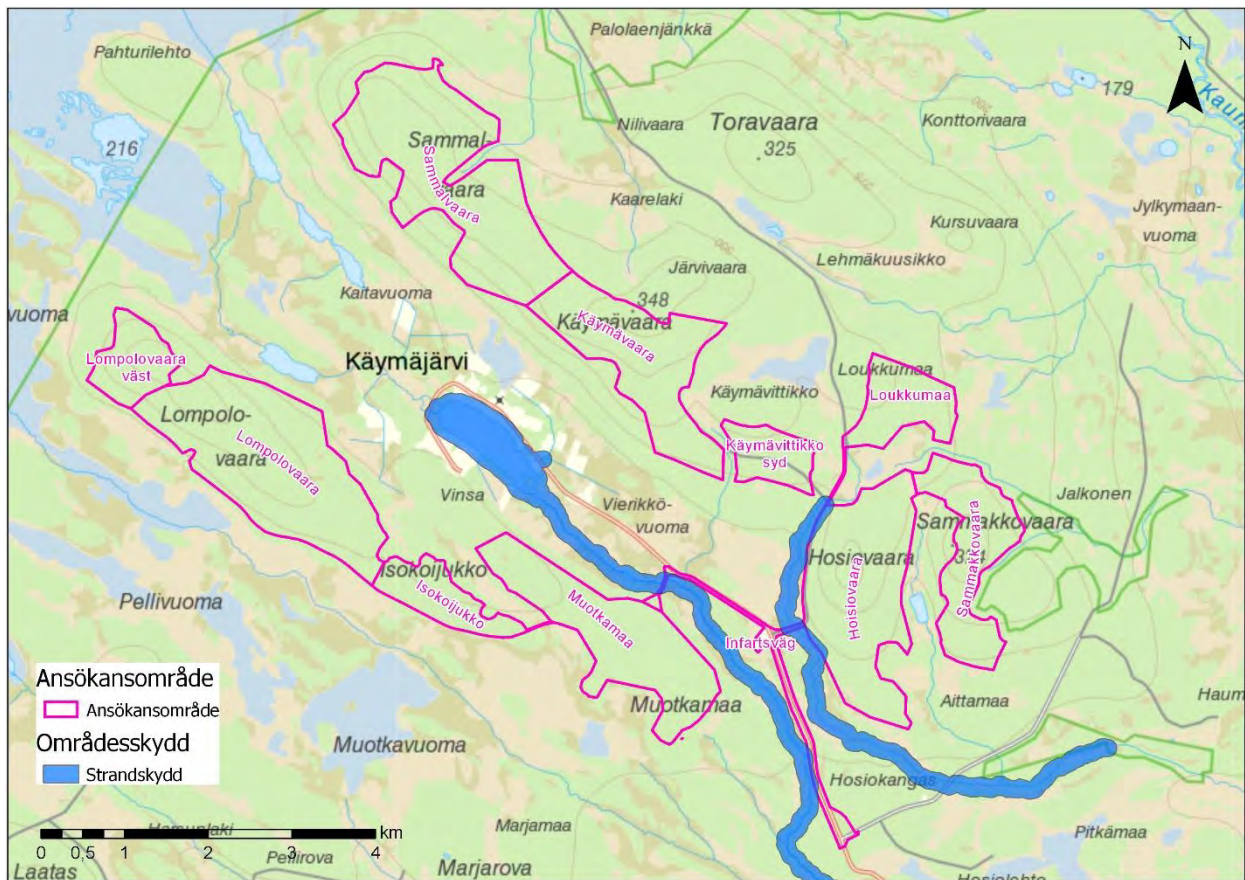 Palolaenjänkkä
Pahturilehto
N
179
Sammal-
Nilivaara
Toravaara
325
Konttorivaara
216
Sammalvaara
Kaarelaki
Kursuvaara
Jylkymaan-
vuoma
Järvivaara
Lehmäkuusikko
Kaitavuoma
vuoma
348
Käymävaara
Käymävaara
Lompolovaara
väst
Käymäjärvi
Loukkumaa
Loukkumaa
Käymävittikko
Lompolo-
vaara
Lompolovaara
Käymävittikko
syd
Vinsa
Vierikkö-
vuoma
Jalkonen
Sammakkovaara
Sammakkovaara
Hosiovaara
Hoisiovaara
Isokoijukko
Isokoijukko
Pellivuoma
Muotkamaa
Infartsväg
Muotkamaa
Aittamaa
Haum
Muotkavuoma
Hosiokangas
Ansökansområde
Ansökansområde
Områdesskydd
Strandskydd
Marjamaa
Pitkämaa
km
0 0,5 1 2 3 4
Laatas
Marjarova